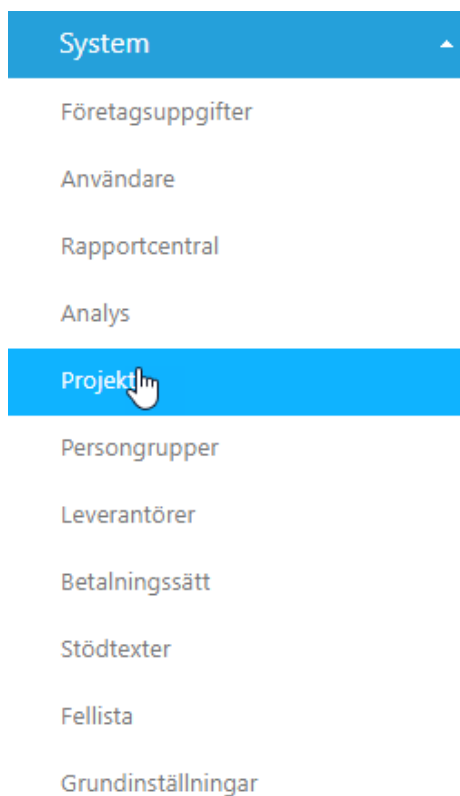 System
Företagsuppgifter
Användare
Rapportcentral
Analys
Projekt
Persongrupper
Leverantörer
Betalningssätt
Stödtexter
Fellista
Grundinställningar